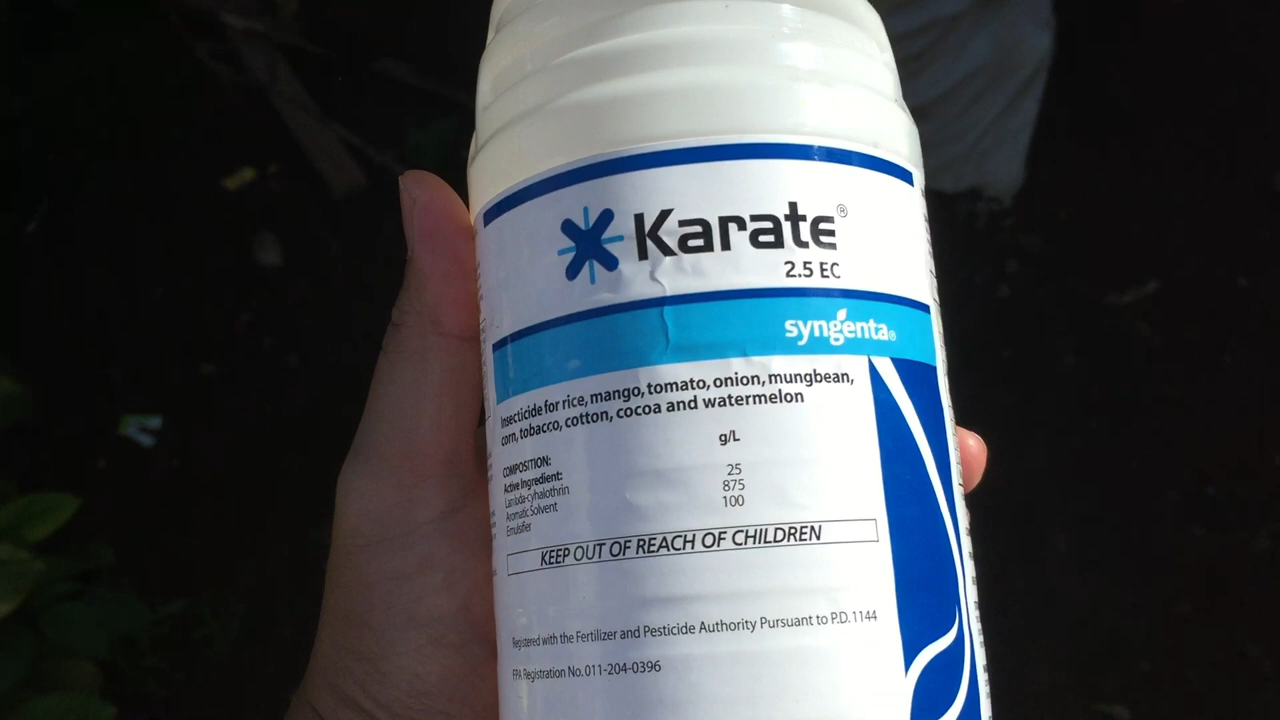 Karate®
2.5 EC
syngenta®
Insecticide for rice, mango, tomato, onion, mungbean,
corn, tobacco, cotton, cocoa and watermelon
g/L
COMPOSITION:
Active Ingredient:
Lambda-cyhalothrin 25
Aromatic Solvent 875
Emulsifier 100
KEEP OUT OF REACH OF CHILDREN
Registered with the Fertilizer and Pesticide Authority Pursuant to P.D. 1144
FPA Registration No. 011-204-0396